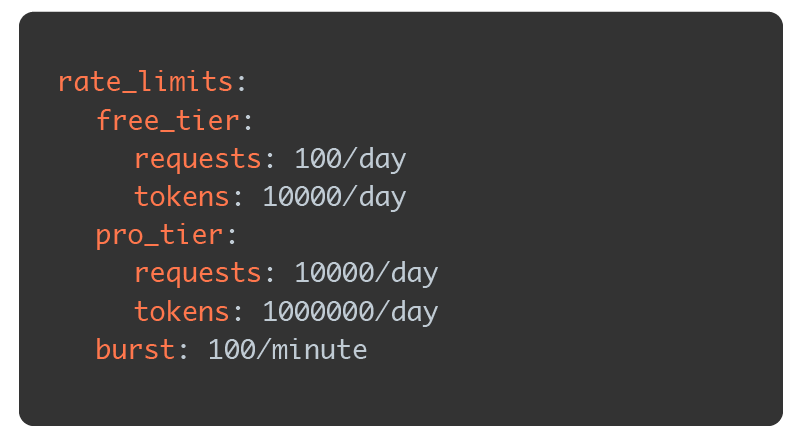 rate_limits:
  free_tier:
    requests: 100/day
    tokens: 10000/day
  pro_tier:
    requests: 10000/day
    tokens: 1000000/day
  burst: 100/minute